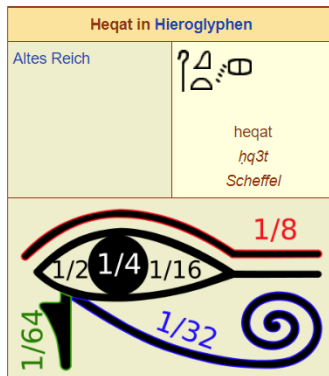 Heqat in Hieroglyphen
Altes Reich
heqat
ḥq3t
Scheffel
1/8
1/2 1/4 1/16
1/64
1/32